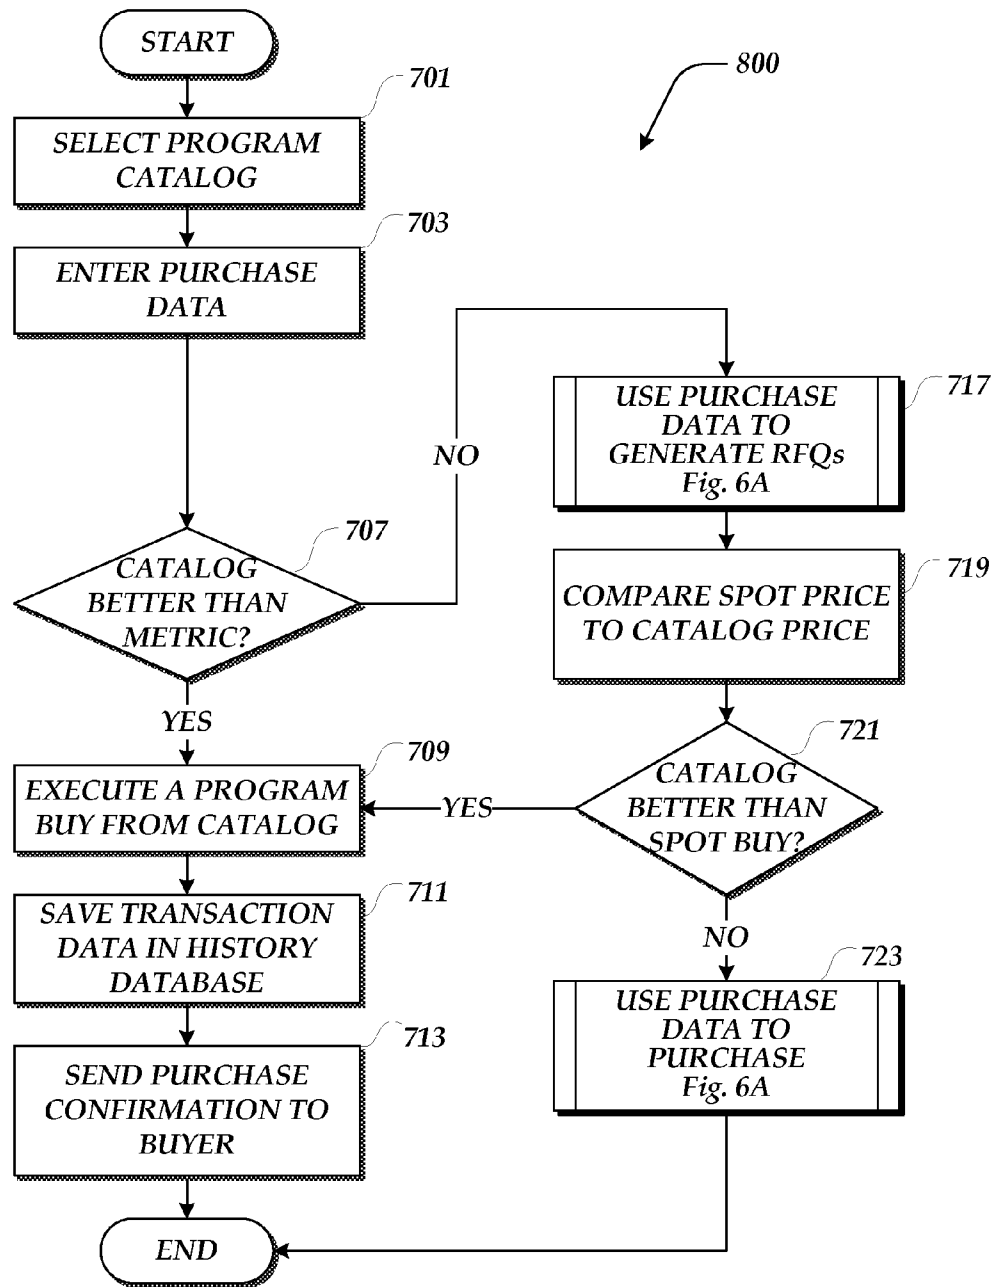 START
800
701
SELECT PROGRAM
CATALOG
703
ENTER PURCHASE
DATA
707
CATALOG
BETTER THAN
METRIC?
NO
YES
709
EXECUTE A PROGRAM
BUY FROM CATALOG
711
SAVE TRANSACTION
DATA IN HISTORY
DATABASE
713
SEND PURCHASE
CONFIRMATION TO
BUYER
END
717
USE PURCHASE
DATA TO
GENERATE RFQs
Fig. 6A
719
COMPARE SPOT PRICE
TO CATALOG PRICE
721
CATALOG
BETTER THAN
SPOT BUY?
YES
NO
723
USE PURCHASE
DATA TO
PURCHASE
Fig. 6A